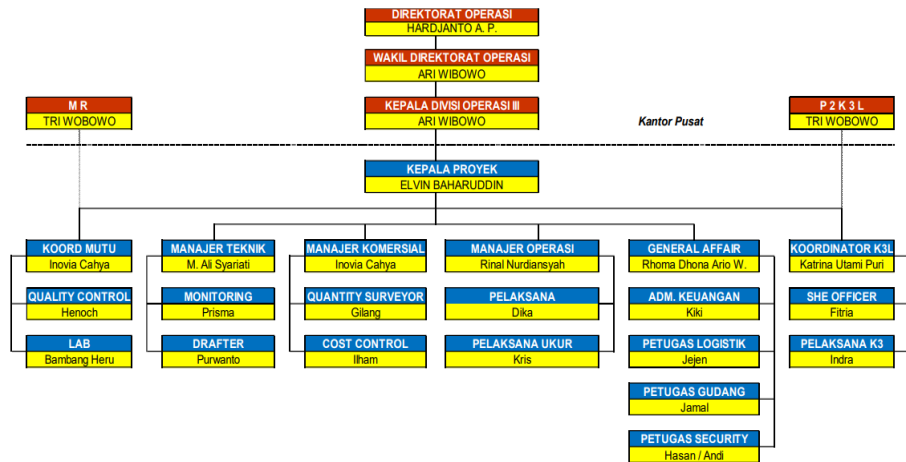 DIREKTORAT OPERASI
HARDJANTO A. P.
WAKIL DIREKTORAT OPERASI
ARI WIBOWO
M R
TRI WOBOWO
KEPALA DIVISI OPERASI III
ARI WIBOWO
Kantor Pusat
P 2 K 3 L
TRI WOBOWO
KEPALA PROYEK
ELVIN BAHARUDDIN
KOORD MUTU
Inovia Cahya
QUALITY CONTROL
Henoch
LAB
Bambang Heru
MANAJER TEKNIK
M. Ali Syariati
MONITORING
Prisma
DRAFTER
Purwanto
MANAJER KOMERSIAL
Inovia Cahya
QUANTITY SURVEYOR
Gilang
COST CONTROL
Ilham
MANAJER OPERASI
Rinal Nurdiansyah
PELAKSANA
Dika
PELAKSANA UKUR
Kris
GENERAL AFFAIR
Rhoma Dhona Ario W.
ADM. KEUANGAN
Kiki
PETUGAS LOGISTIK
Jejen
PETUGAS GUDANG
Jamal
PETUGAS SECURITY
Hasan / Andi
KOORDINATOR K3L
Katrina Utami Puri
SHE OFFICER
Fitria
PELAKSANA K3
Indra